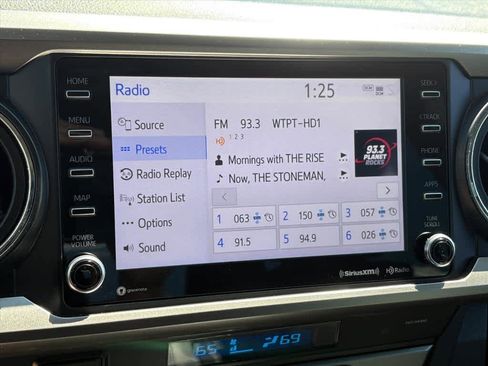 HOME
MENU
AUDIO
MAP
POWER
VOLUME
Radio
1:25
Source
Presets
Radio Replay
Station List
Options
Sound
FM 93.3 WTPT-HD1
1 2 3
Mornings with THE RISE
Now, THE STONEMAN,
93.3
PLANET
ROCKS
1 063
2 150
3 057
4 91.5
5 94.9
6 026
SEEK
TRACK
PHONE
APPS
TUNE
SCROLL
gracenote
SiriusXM
HD Radio
65
69